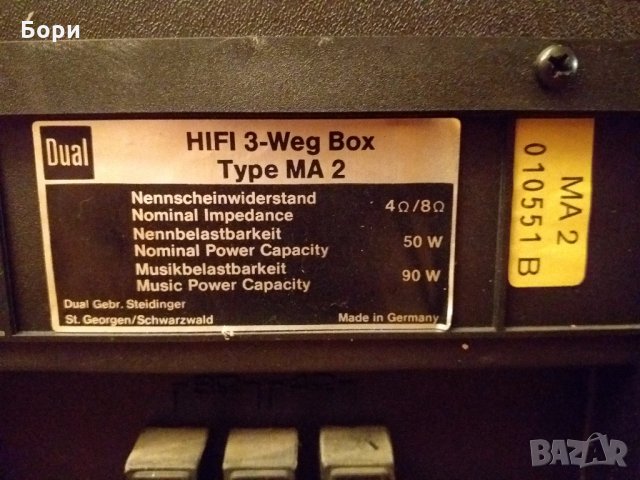 Бори
Dual
HIFI 3-Weg Box
Type MA 2
Nennscheinwiderstand
Nominal Impedance
4Ω/8Ω
Nennbelastbarkeit
Nominal Power Capacity
50 W
Musikbelastbarkeit
Music Power Capacity
90 W
Dual Gebr. Steidinger
St. Georgen/Schwarzwald
Made in Germany
MA 2
010551 B
BAZAR